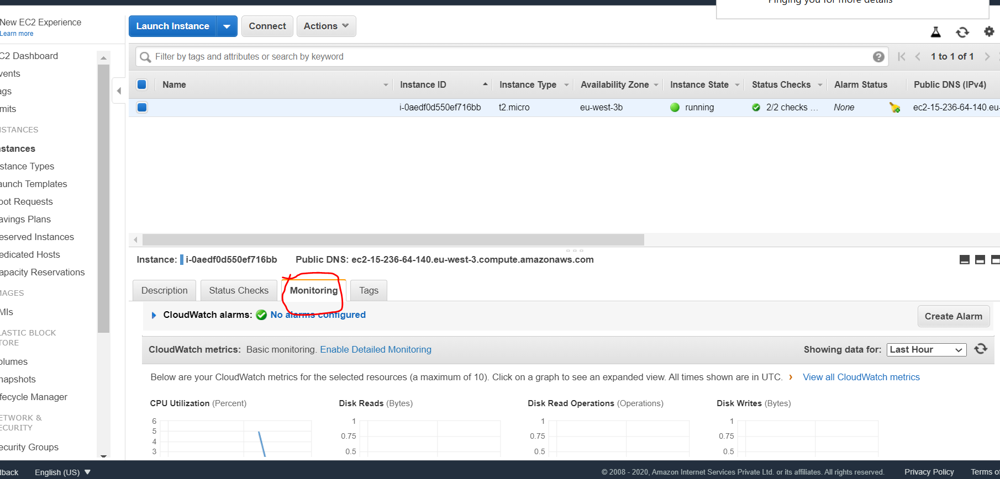 Pinging you for more details
New EC2 Experience
Learn more
Launch Instance
Connect
Actions
C2 Dashboard
vents
ags
mits
NSTANCES
nstances
stance Types
aunch Templates
pot Requests
avings Plans
eserved Instances
edicated Hosts
apacity Reservations
MAGES
MIs
LASTIC BLOCK
TORE
olumes
napshots
ifecycle Manager
ETWORK &
ECURITY
ecurity Groups
Filter by tags and attributes or search by keyword
1 to 1 of 1
Name Instance ID Instance Type Availability Zone Instance State Status Checks Alarm Status Public DNS (IPv4)
i-0aedf0d550ef716bb t2.micro eu-west-3b running 2/2 checks ... None ec2-15-236-64-140.eu-
Instance: i-0aedf0d550ef716bb Public DNS: ec2-15-236-64-140.eu-west-3.compute.amazonaws.com
Description Status Checks Monitoring Tags
CloudWatch alarms: No alarms configured Create Alarm
CloudWatch metrics: Basic monitoring. Enable Detailed Monitoring Showing data for: Last Hour
Below are your CloudWatch metrics for the selected resources (a maximum of 10). Click on a graph to see an expanded view. All times shown are in UTC. › View all CloudWatch metrics
CPU Utilization (Percent) Disk Reads (Bytes) Disk Read Operations (Operations) Disk Writes (Bytes)
6
5
4
3
1
0.75
0.5
1
0.75
0.5
1
0.75
0.5
dback English (US) © 2008 - 2020, Amazon Internet Services Private Ltd. or its affiliates. All rights reserved. Privacy Policy Terms o